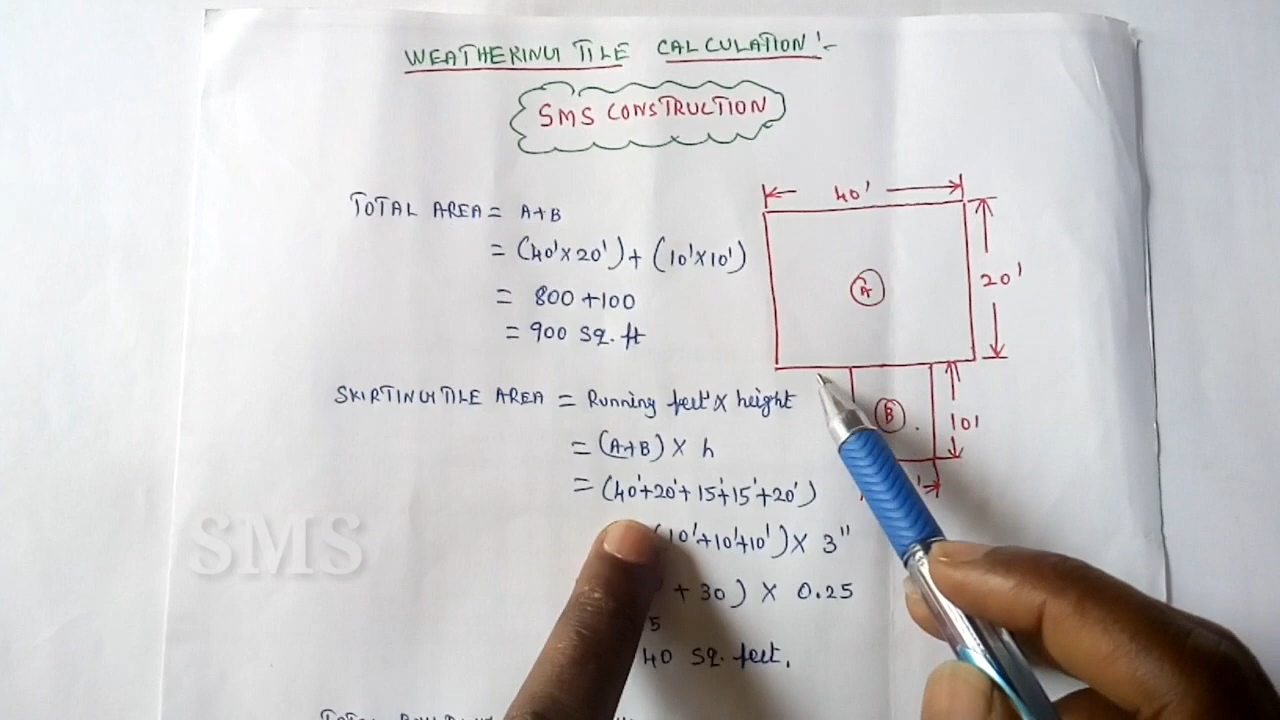 WEATHERING TILE CALCULATION:-
SMS CONSTRUCTION
TOTAL AREA = A+B
= (40'x20') + (10'x10')
= 800 +100
= 900 SQ.ft
SKIRTING TILE AREA = Running feet x height
= (A+B) x h
= (40'+20'+15'+15'+20')
(10'+10'+10') x 3"
+ 30) x 0.25
40 SQ. feet.
40'
A
20'
B
10'
SMS